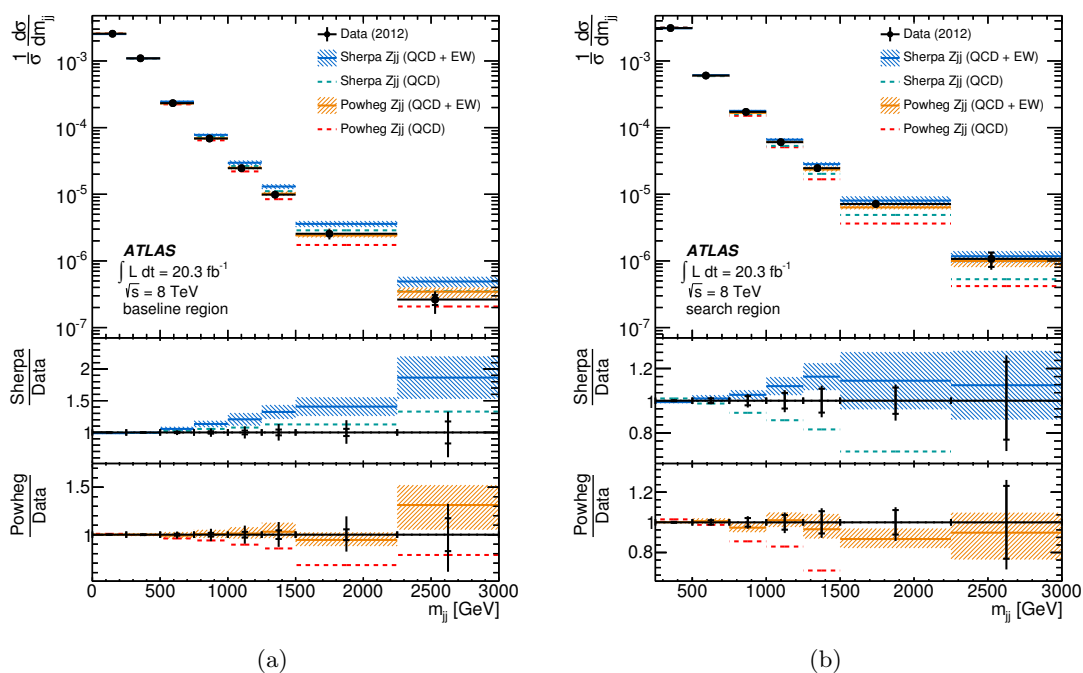 1/σ dσ/dm_jj
10⁻³
10⁻⁴
10⁻⁵
10⁻⁶
10⁻⁷
Data (2012)
Sherpa Zjj (QCD + EW)
Sherpa Zjj (QCD)
Powheg Zjj (QCD + EW)
Powheg Zjj (QCD)
ATLAS
∫ L dt = 20.3 fb⁻¹
√s = 8 TeV
baseline region
Sherpa
Data
2
1.5
1
Powheg
Data
1.5
1
0 500 1000 1500 2000 2500 3000
m_jj [GeV]
(a)
1/σ dσ/dm_jj
10⁻³
10⁻⁴
10⁻⁵
10⁻⁶
10⁻⁷
Data (2012)
Sherpa Zjj (QCD + EW)
Sherpa Zjj (QCD)
Powheg Zjj (QCD + EW)
Powheg Zjj (QCD)
ATLAS
∫ L dt = 20.3 fb⁻¹
√s = 8 TeV
search region
Sherpa
Data
1.2
1
0.8
Powheg
Data
1.2
1
0.8
500 1000 1500 2000 2500 3000
m_jj [GeV]
(b)